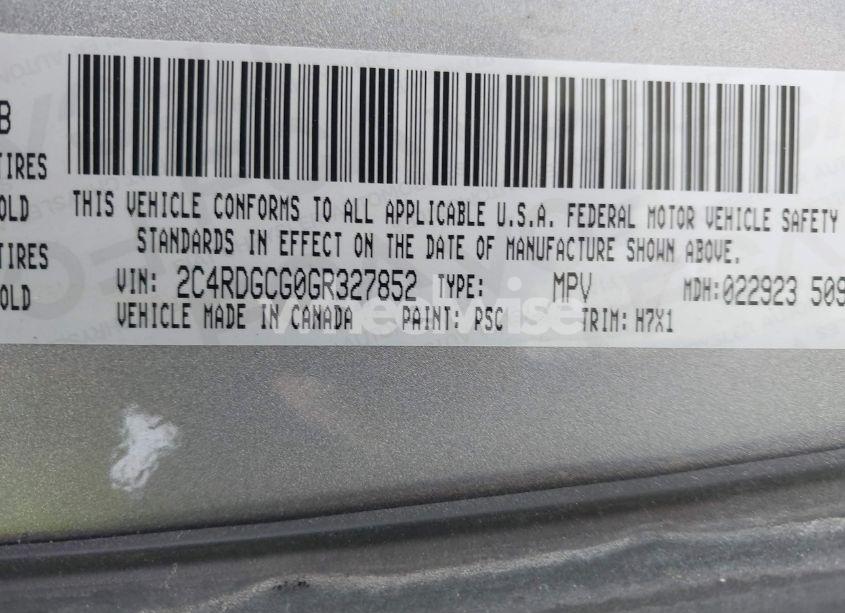 B
TIRES
OLD
TIRES
OLD
THIS VEHICLE CONFORMS TO ALL APPLICABLE U.S.A. FEDERAL MOTOR VEHICLE SAFETY
STANDARDS IN EFFECT ON THE DATE OF MANUFACTURE SHOWN ABOVE.
VIN: 2C4RDGCG0GR327852 TYPE: MPV MDH:022923 509
VEHICLE MADE IN CANADA PAINT: PSC TRIM: H7X1